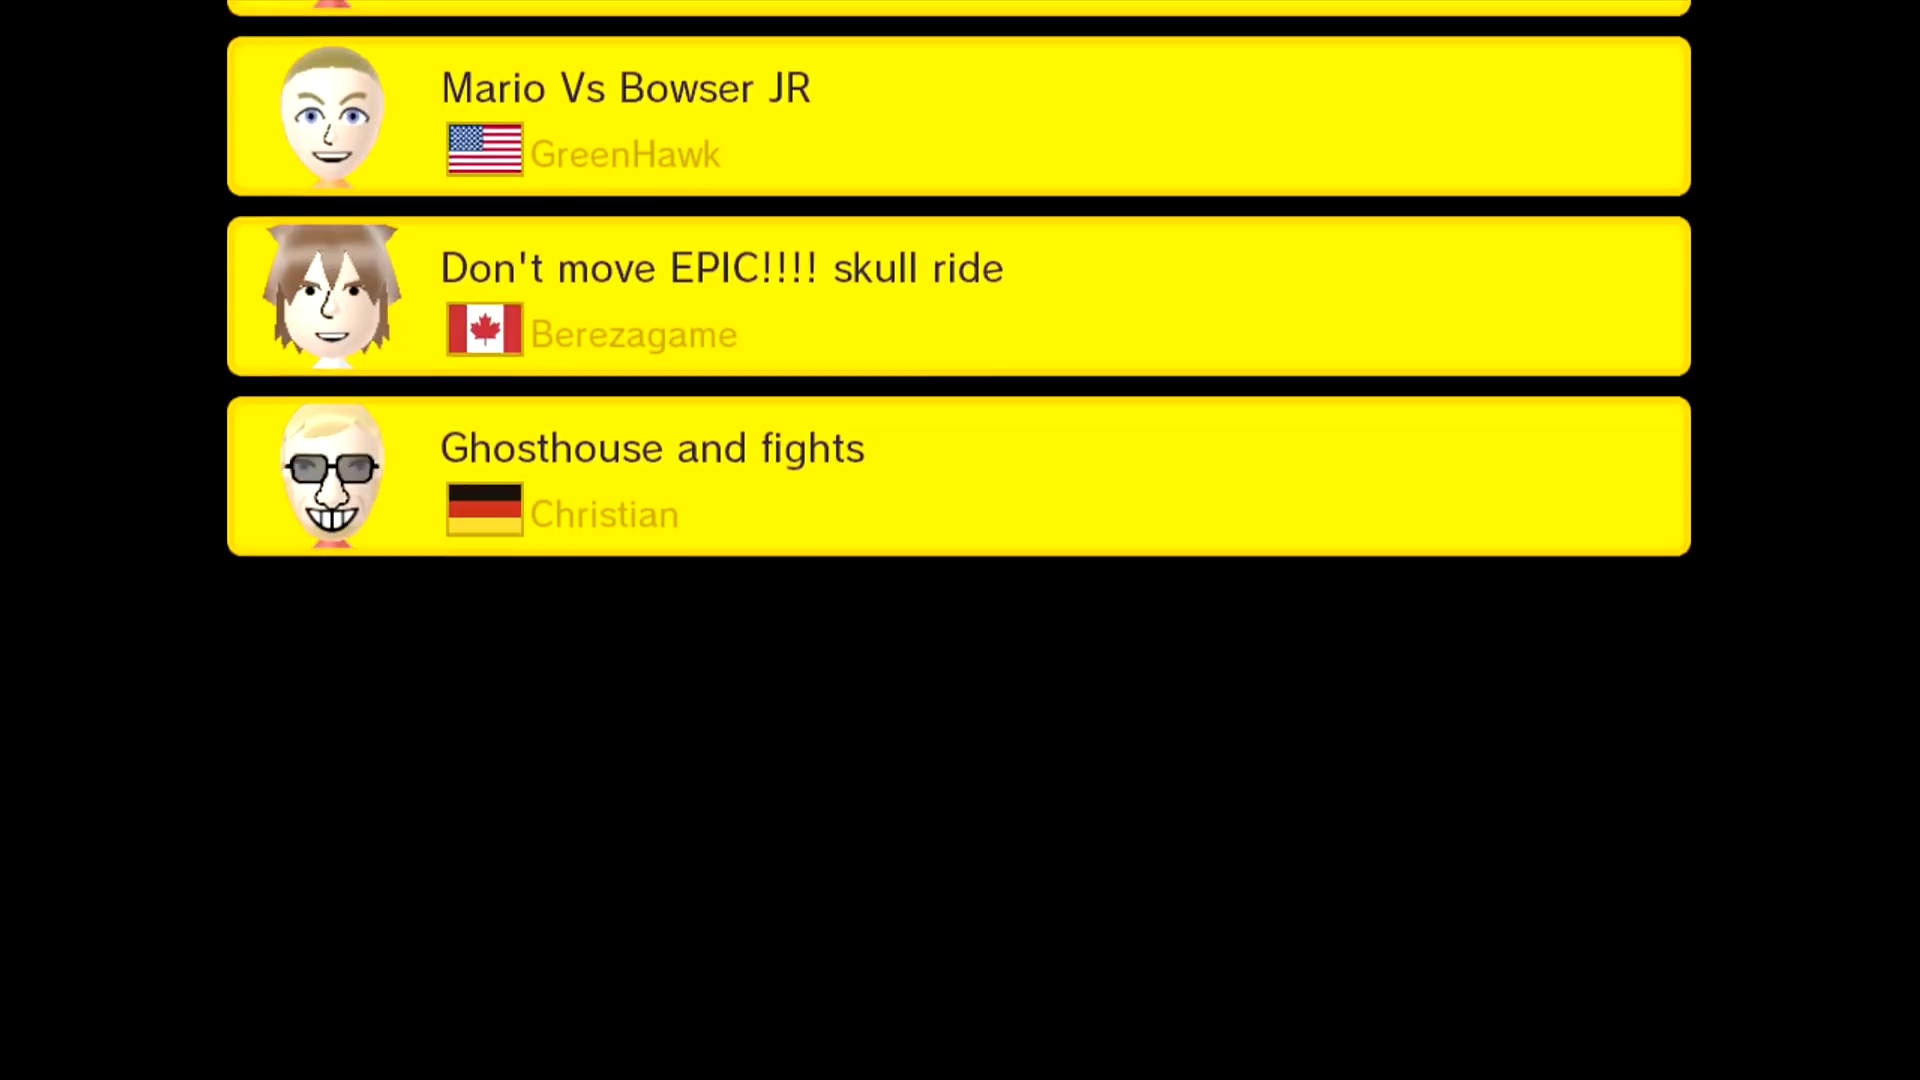 Mario Vs Bowser JR
GreenHawk
Don't move EPIC!!!! skull ride
Berezagame
Ghosthouse and fights
Christian